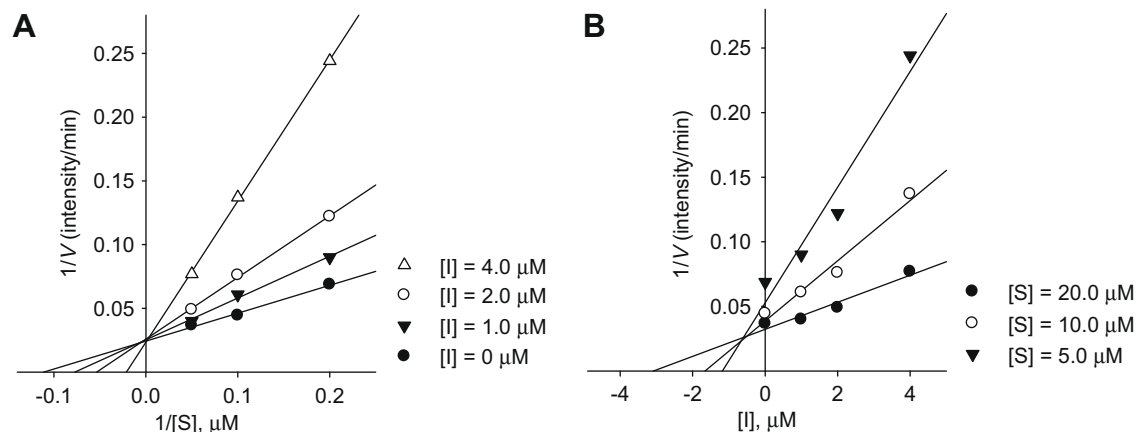 A
1/V (intensity/min)
0.25
0.20
0.15
0.10
0.05
-0.1 0.0 0.1 0.2
1/[S], μM
[I] = 4.0 μM
[I] = 2.0 μM
[I] = 1.0 μM
[I] = 0 μM
B
1/V (intensity/min)
0.25
0.20
0.15
0.10
0.05
-4 -2 0 2 4
[I], μM
[S] = 20.0 μM
[S] = 10.0 μM
[S] = 5.0 μM